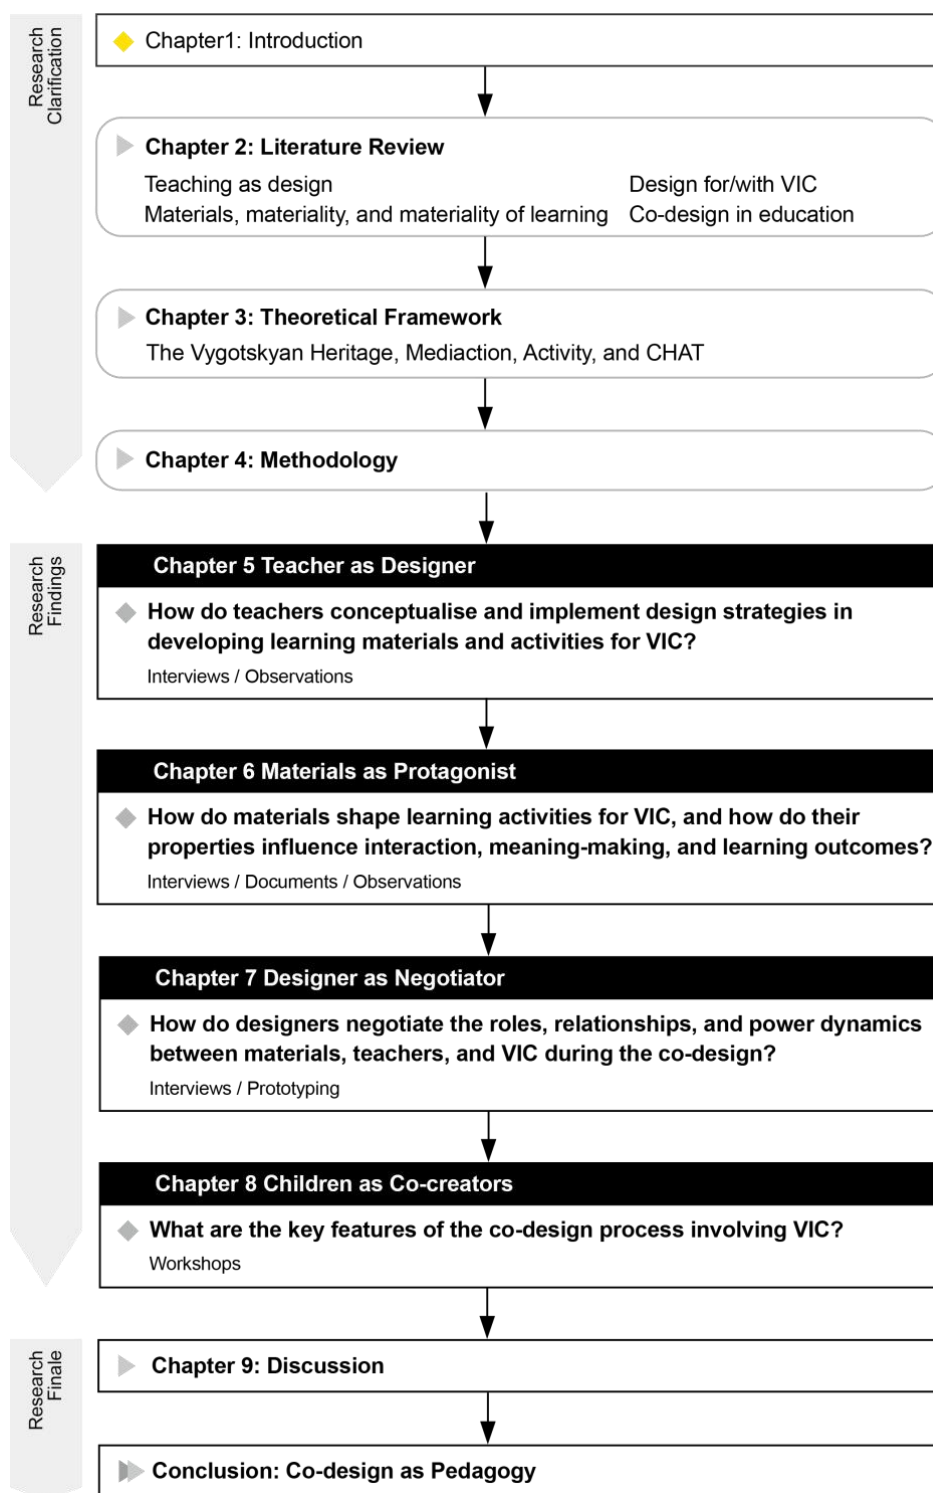 Research
Clarification
Chapter1: Introduction
Chapter 2: Literature Review
Teaching as design
Design for/with VIC
Materials, materiality, and materiality of learning
Co-design in education
Chapter 3: Theoretical Framework
The Vygotskyan Heritage, Mediaction, Activity, and CHAT
Chapter 4: Methodology
Research
Findings
Chapter 5 Teacher as Designer
How do teachers conceptualise and implement design strategies in
developing learning materials and activities for VIC?
Interviews / Observations
Chapter 6 Materials as Protagonist
How do materials shape learning activities for VIC, and how do their
properties influence interaction, meaning-making, and learning outcomes?
Interviews / Documents / Observations
Chapter 7 Designer as Negotiator
How do designers negotiate the roles, relationships, and power dynamics
between materials, teachers, and VIC during the co-design?
Interviews / Prototyping
Chapter 8 Children as Co-creators
What are the key features of the co-design process involving VIC?
Workshops
Research
Finale
Chapter 9: Discussion
Conclusion: Co-design as Pedagogy